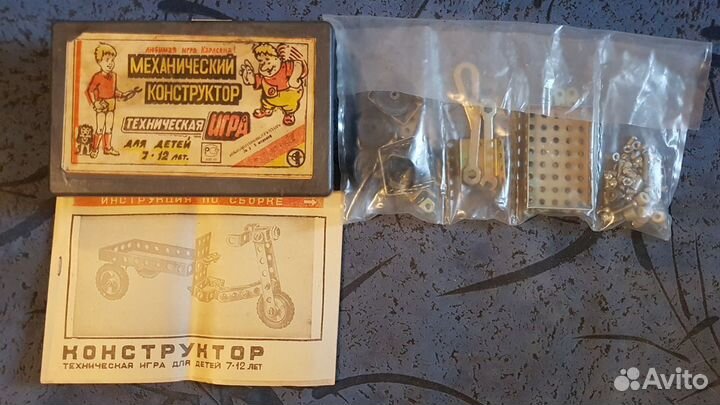 ЛЮБИМАЯ ИГРА КАРЛСОНА!
МЕХАНИЧЕСКИЙ
КОНСТРУКТОР
ТЕХНИЧЕСКАЯ ИГРА
ДЛЯ ДЕТЕЙ
7-12 ЛЕТ.
ИНСТРУКЦИЯ ПО СБОРКЕ
КОНСТРУКТОР
ТЕХНИЧЕСКАЯ ИГРА ДЛЯ ДЕТЕЙ 7-12 ЛЕТ
Avito